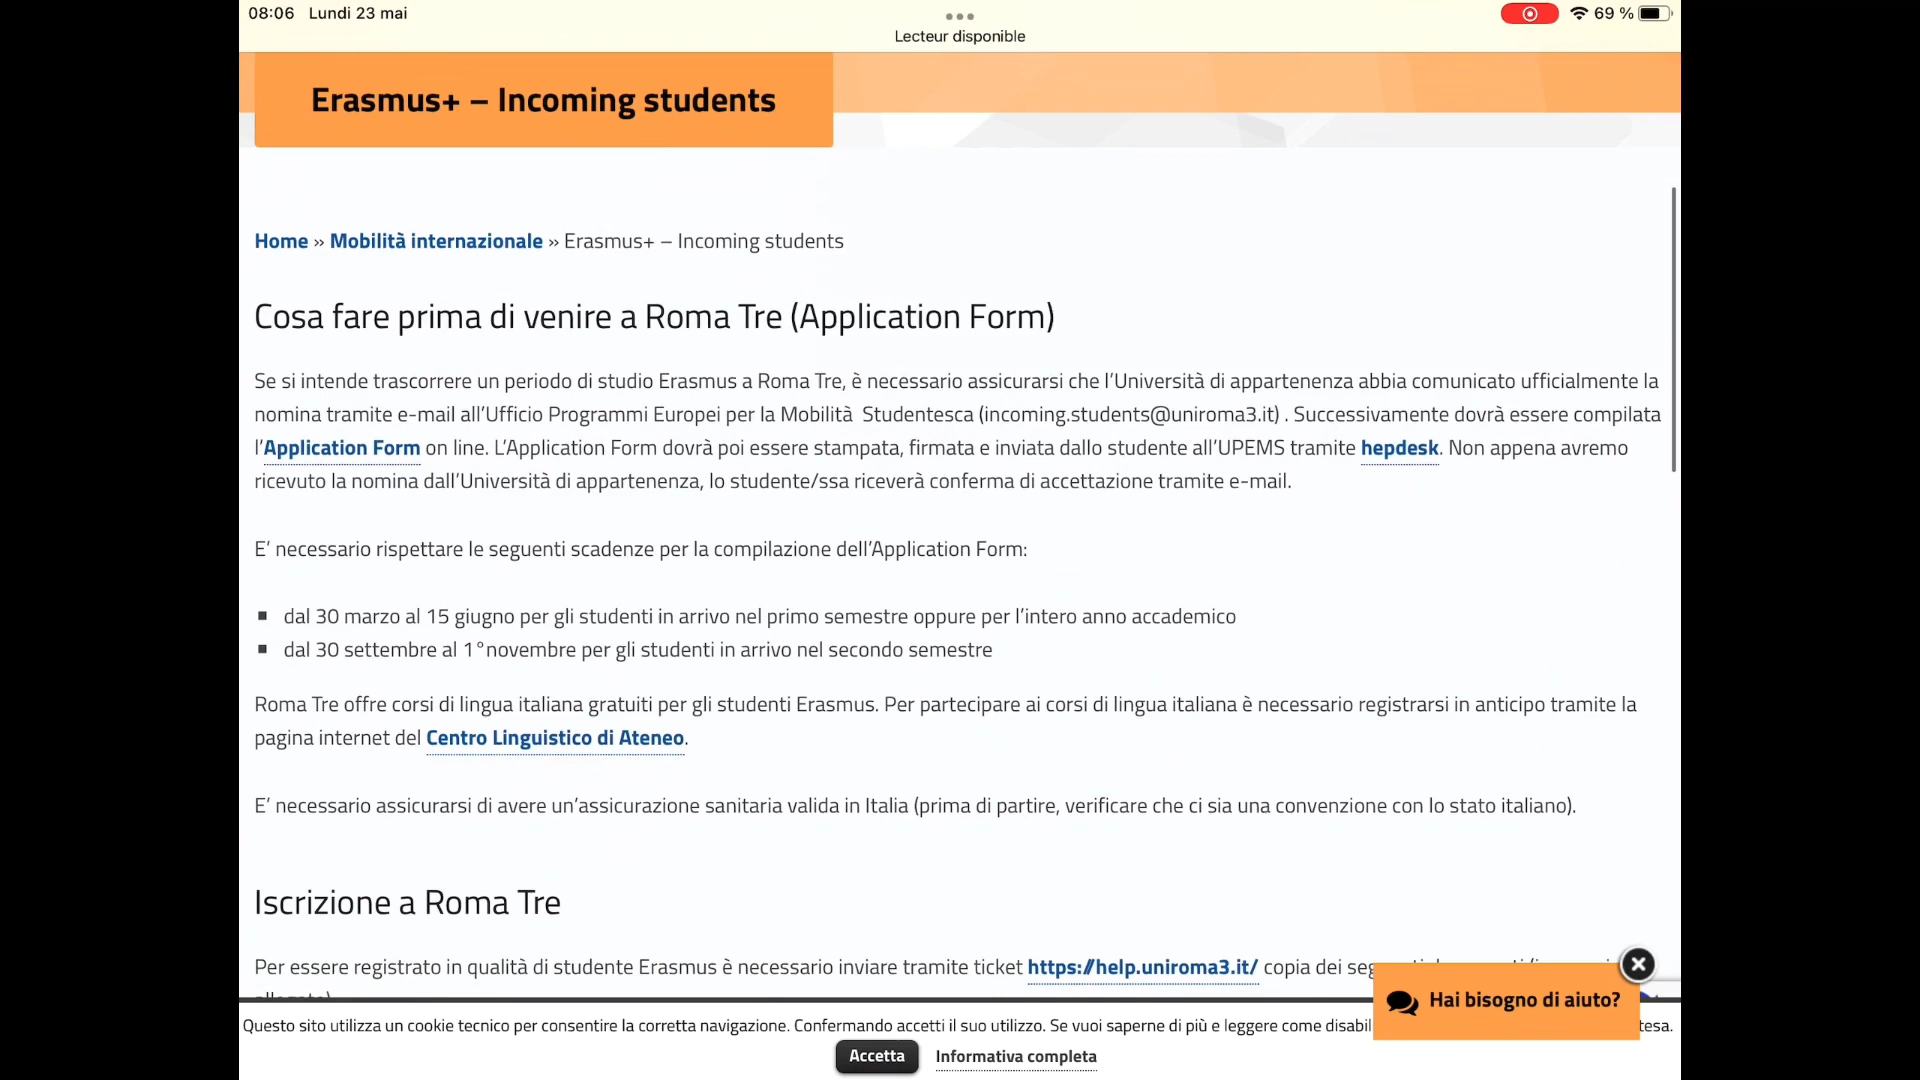 08:06 Lundi 23 mai
69 %
Lecteur disponible
Erasmus+ – Incoming students
Home » Mobilità internazionale » Erasmus+ – Incoming students
Cosa fare prima di venire a Roma Tre (Application Form)
Se si intende trascorrere un periodo di studio Erasmus a Roma Tre, è necessario assicurarsi che l’Università di appartenenza abbia comunicato ufficialmente la
nomina tramite e-mail all’Ufficio Programmi Europei per la Mobilità Studentesca (incoming.students@uniroma3.it) . Successivamente dovrà essere compilata
l’Application Form on line. L’Application Form dovrà poi essere stampata, firmata e inviata dallo studente all’UPEMS tramite hepdesk. Non appena avremo
ricevuto la nomina dall’Università di appartenenza, lo studente/ssa riceverà conferma di accettazione tramite e-mail.
E’ necessario rispettare le seguenti scadenze per la compilazione dell’Application Form:
dal 30 marzo al 15 giugno per gli studenti in arrivo nel primo semestre oppure per l’intero anno accademico
dal 30 settembre al 1°novembre per gli studenti in arrivo nel secondo semestre
Roma Tre offre corsi di lingua italiana gratuiti per gli studenti Erasmus. Per partecipare ai corsi di lingua italiana è necessario registrarsi in anticipo tramite la
pagina internet del Centro Linguistico di Ateneo.
E’ necessario assicurarsi di avere un’assicurazione sanitaria valida in Italia (prima di partire, verificare che ci sia una convenzione con lo stato italiano).
Iscrizione a Roma Tre
Per essere registrato in qualità di studente Erasmus è necessario inviare tramite ticket https://help.uniroma3.it/ copia dei
Hai bisogno di aiuto?
Questo sito utilizza un cookie tecnico per consentire la corretta navigazione. Confermando accetti il suo utilizzo. Se vuoi saperne di più e leggere come disabil tesa.
Accetta Informativa completa